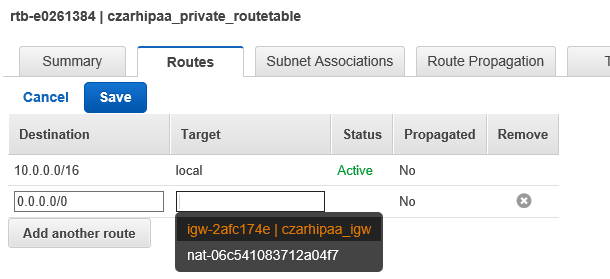 rtb-e0261384 | czarhipaa_private_routetable
Summary Routes Subnet Associations Route Propagation T
Cancel Save
Destination Target Status Propagated Remove
10.0.0.0/16 local Active No
0.0.0.0/0 No
igw-2afc174e | czarhipaa_igw
Add another route
nat-06c541083712a04f7